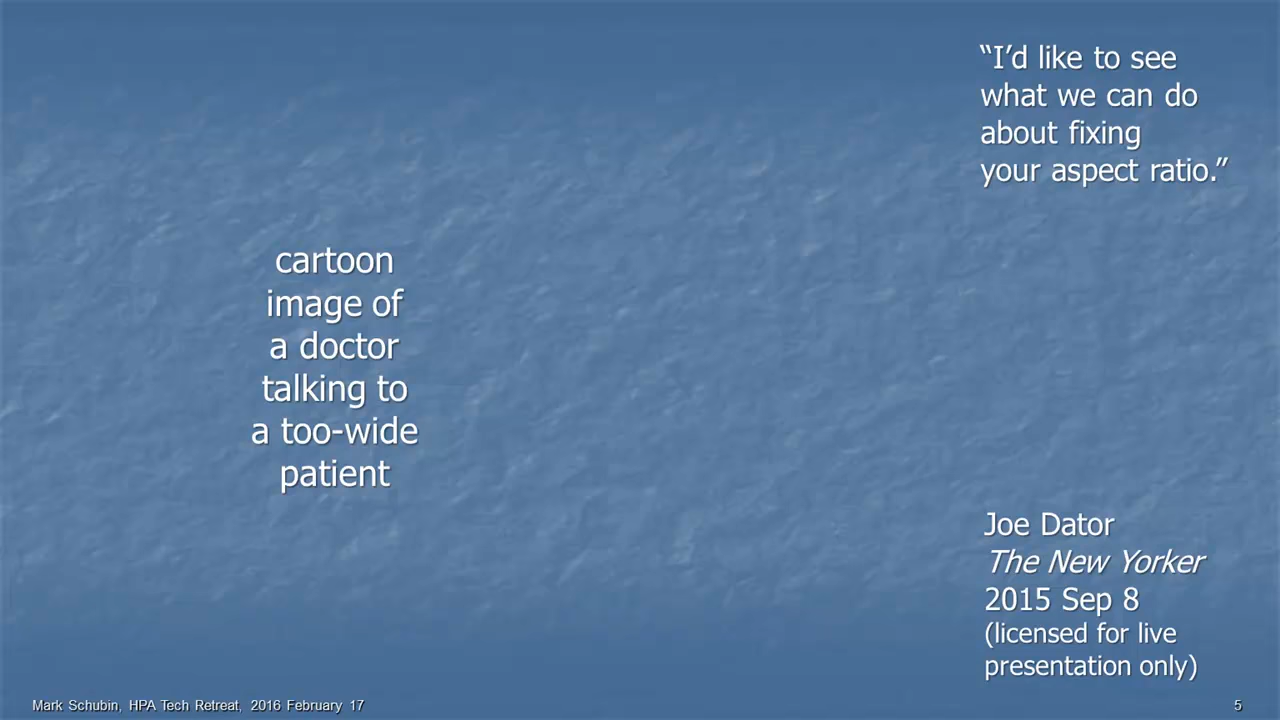 “I’d like to see
what we can do
about fixing
your aspect ratio.”
cartoon
image of
a doctor
talking to
a too-wide
patient
Joe Dator
The New Yorker
2015 Sep 8
(licensed for live
presentation only)
Mark Schubin, HPA Tech Retreat, 2016 February 17
5